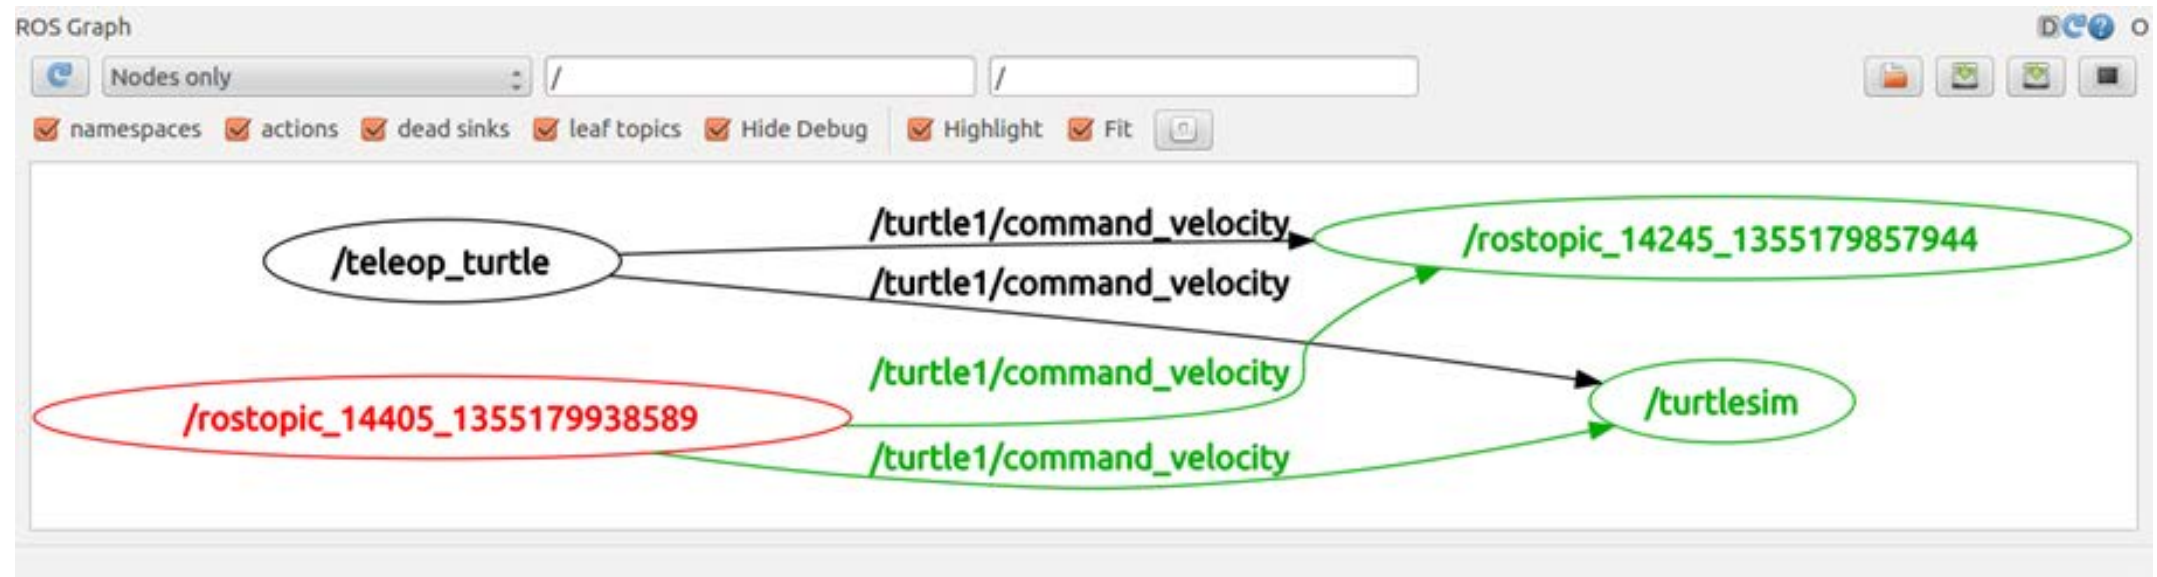 ROS Graph
D ? O
Nodes only / /
namespaces actions dead sinks leaf topics Hide Debug Highlight Fit
/turtle1/command_velocity
/rostopic_14245_1355179857944
/teleop_turtle
/turtle1/command_velocity
/turtle1/command_velocity
/turtlesim
/rostopic_14405_1355179938589
/turtle1/command_velocity